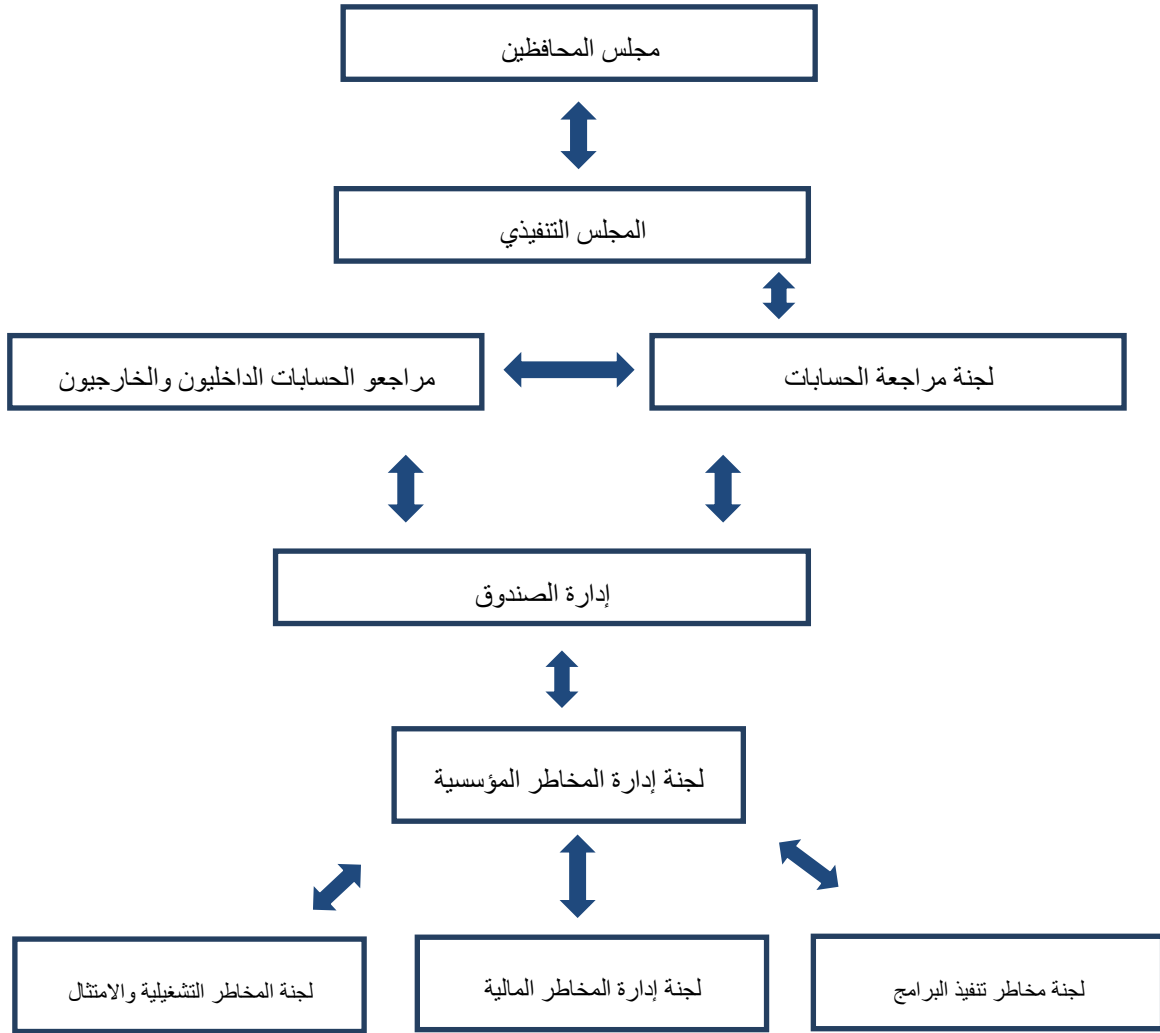 مجلس المحافظين
المجلس التنفيذي
لجنة مراجعة الحسابات
مراجعو الحسابات الداخليون والخارجيون
إدارة الصندوق
لجنة إدارة المخاطر المؤسسية
لجنة مخاطر تنفيذ البرامج
لجنة إدارة المخاطر المالية
لجنة المخاطر التشغيلية والامتثال